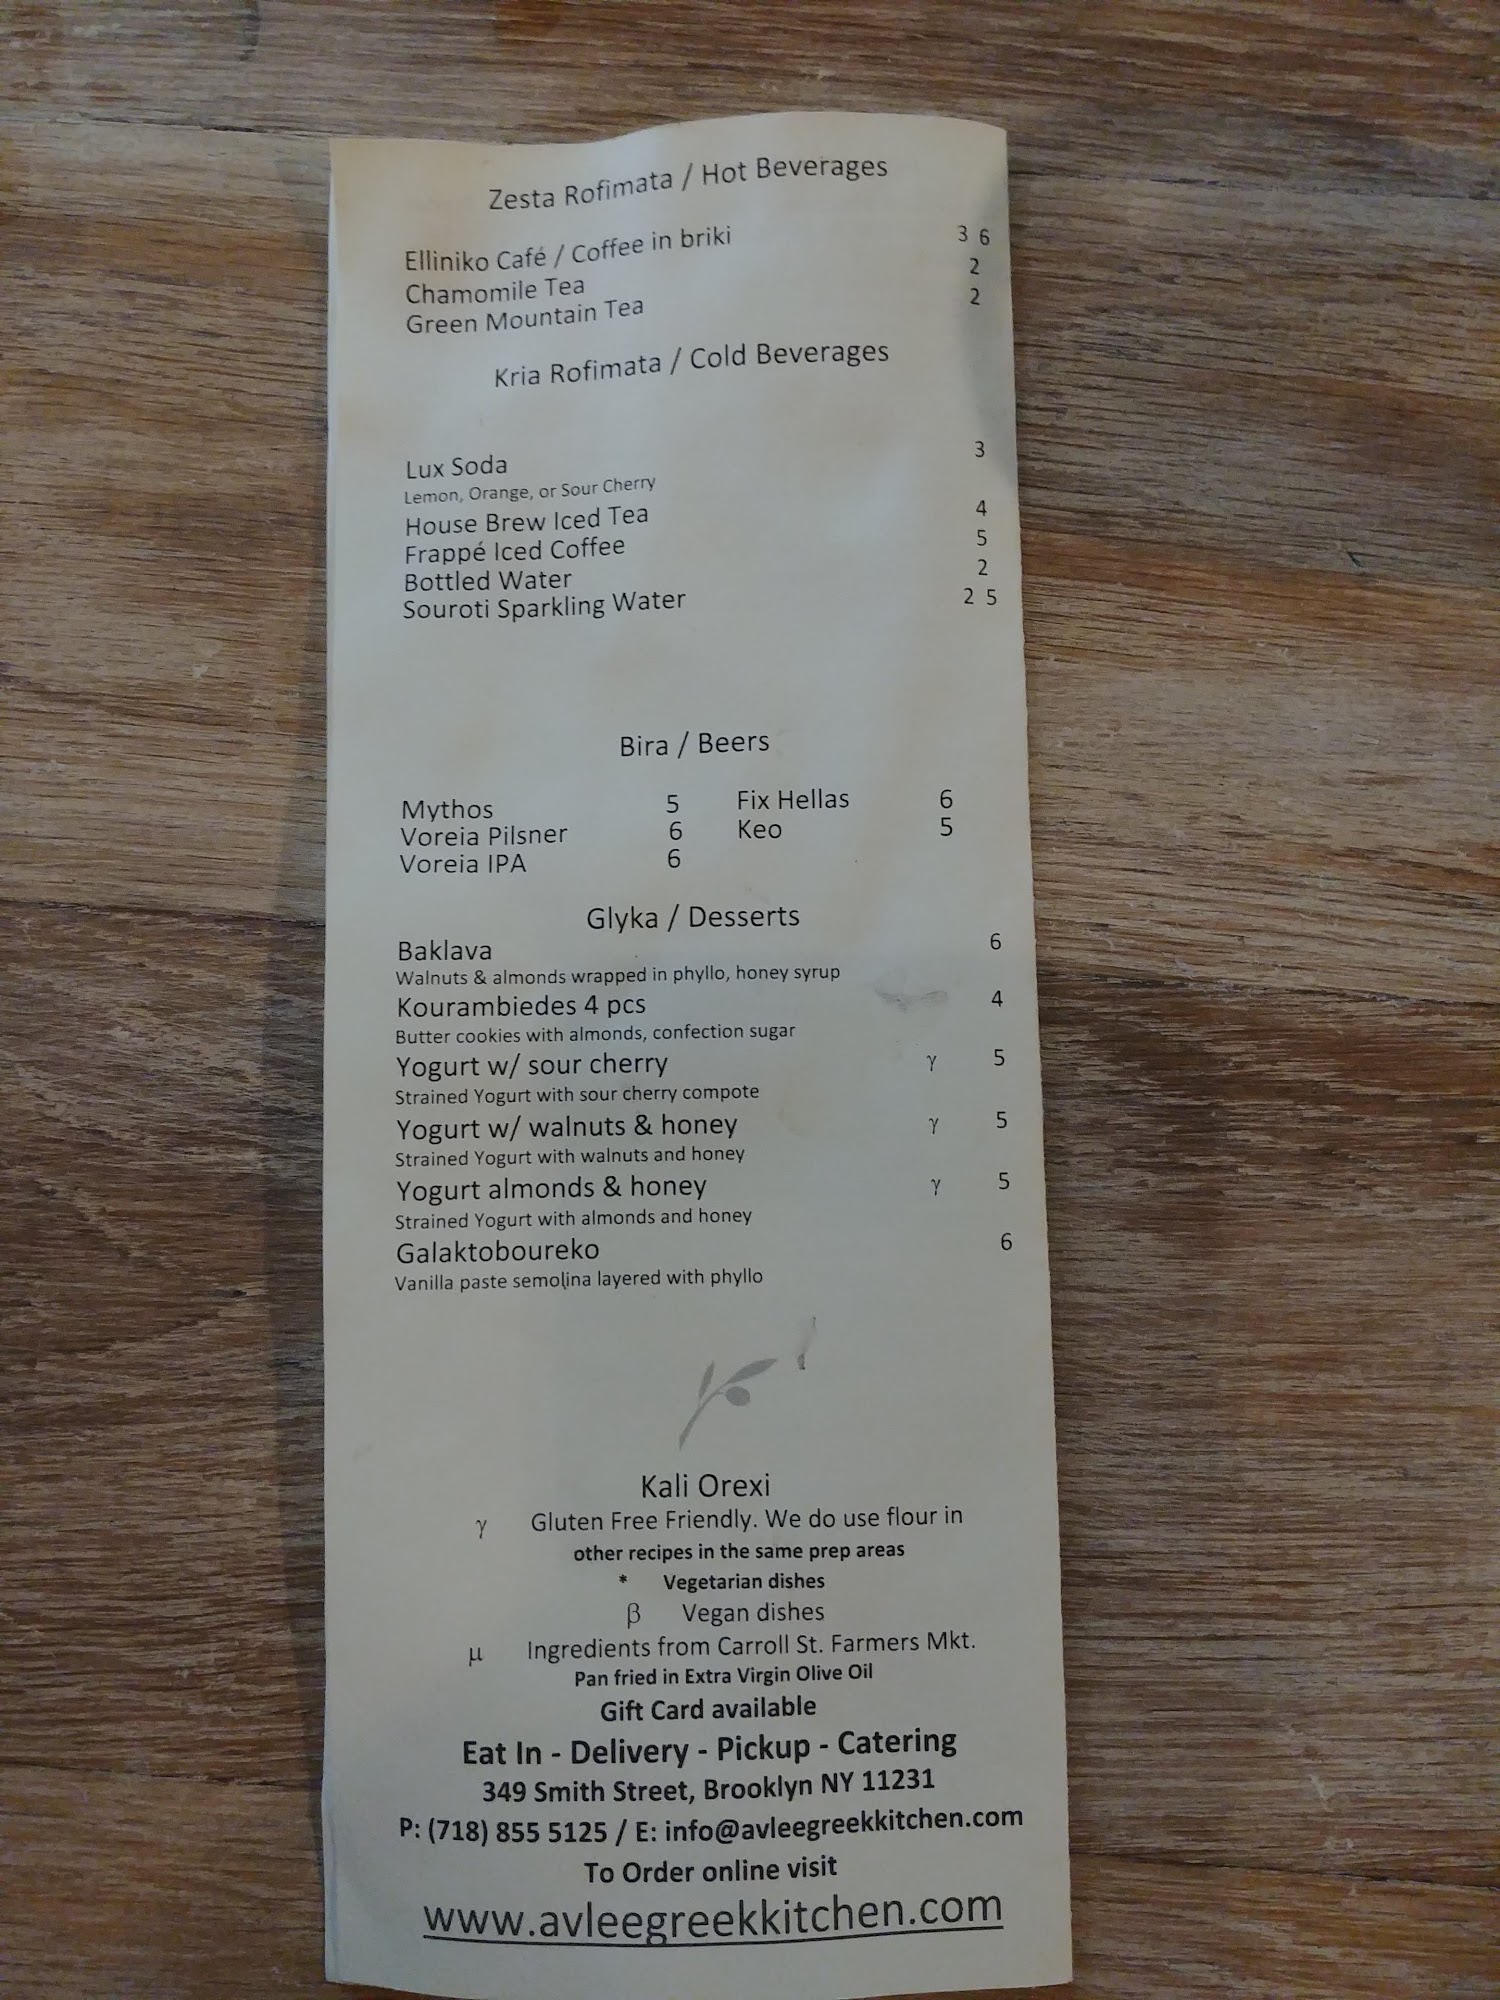 Zesta Rofimata / Hot Beverages
Elliniko Café / Coffee in briki 3 6
Chamomile Tea 2
Green Mountain Tea 2
Kria Rofimata / Cold Beverages
Lux Soda 3
Lemon, Orange, or Sour Cherry
House Brew Iced Tea 4
Frappé Iced Coffee 5
Bottled Water 2
Souroti Sparkling Water 2 5
Bira / Beers
Mythos 5 Fix Hellas 6
Voreia Pilsner 6 Keo 5
Voreia IPA 6
Glyka / Desserts
Baklava 6
Walnuts & almonds wrapped in phyllo, honey syrup
Kourambiedes 4 pcs 4
Butter cookies with almonds, confection sugar
Yogurt w/ sour cherry γ 5
Strained Yogurt with sour cherry compote
Yogurt w/ walnuts & honey γ 5
Strained Yogurt with walnuts and honey
Yogurt almonds & honey γ 5
Strained Yogurt with almonds and honey
Galaktoboureko 6
Vanilla paste semolina layered with phyllo
Kali Orexi
γ Gluten Free Friendly. We do use flour in
other recipes in the same prep areas
* Vegetarian dishes
β Vegan dishes
μ Ingredients from Carroll St. Farmers Mkt.
Pan fried in Extra Virgin Olive Oil
Gift Card available
Eat In - Delivery - Pickup - Catering
349 Smith Street, Brooklyn NY 11231
P: (718) 855 5125 / E: info@avleegreekkitchen.com
To Order online visit
www.avleegreekkitchen.com